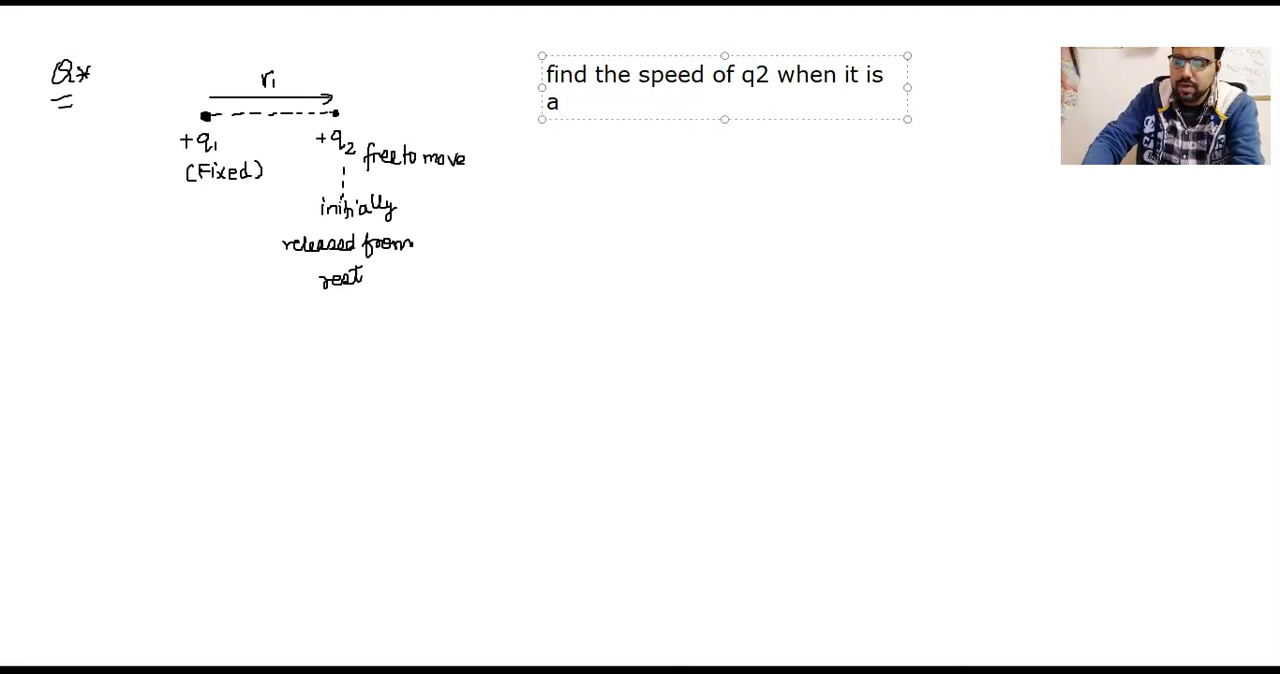 Q*
r₁
+q₁
(Fixed)
+q₂ free to move
initially
released from
rest
find the speed of q2 when it is
a